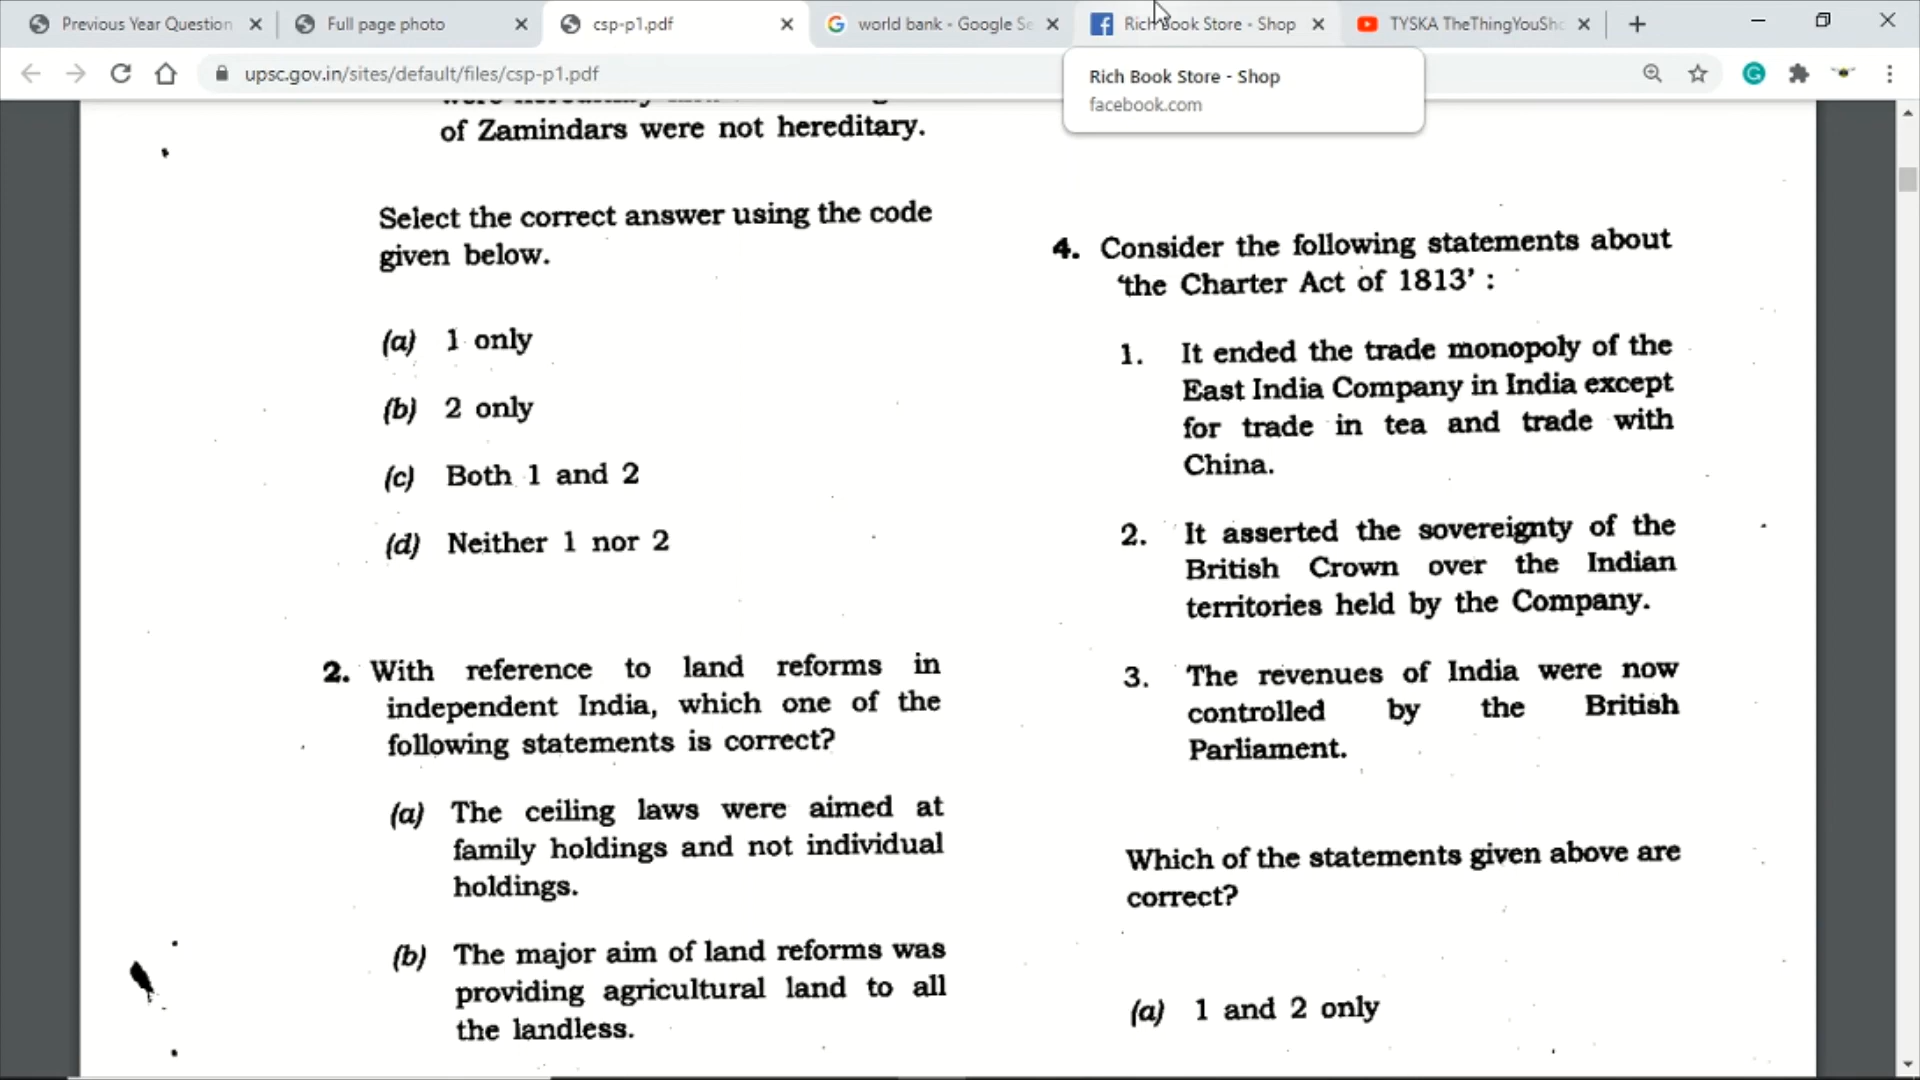 Previous Year Question
Full page photo
csp-p1.pdf
world bank - Google Se
Rich Book Store - Shop
TYSKA TheThingYouSho
upsc.gov.in/sites/default/files/csp-p1.pdf
Rich Book Store - Shop
facebook.com
of Zamindars were not hereditary.
Select the correct answer using the code
given below.
(a) 1 only
(b) 2 only
(c) Both 1 and 2
(d) Neither 1 nor 2
2. With reference to land reforms in
independent India, which one of the
following statements is correct?
(a) The ceiling laws were aimed at
family holdings and not individual
holdings.
(b) The major aim of land reforms was
providing agricultural land to all
the landless.
4. Consider the following statements about
'the Charter Act of 1813' :
1. It ended the trade monopoly of the
East India Company in India except
for trade in tea and trade with
China.
2. It asserted the sovereignty of the
British Crown over the Indian
territories held by the Company.
3. The revenues of India were now
controlled by the British
Parliament.
Which of the statements given above are
correct?
(a) 1 and 2 only